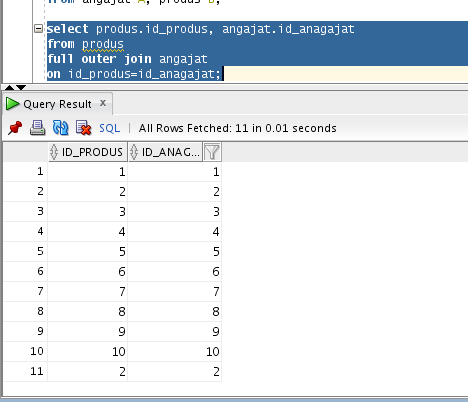 from angajat A, produs B;
select produs.id_produs, angajat.id_anagajat
from produs
full outer join angajat
on id_produs=id_anagajat;
Query Result x
SQL | All Rows Fetched: 11 in 0.01 seconds
ID_PRODUS ID_ANAG...
1 1 1
2 2 2
3 3 3
4 4 4
5 5 5
6 6 6
7 7 7
8 8 8
9 9 9
10 10 10
11 2 2